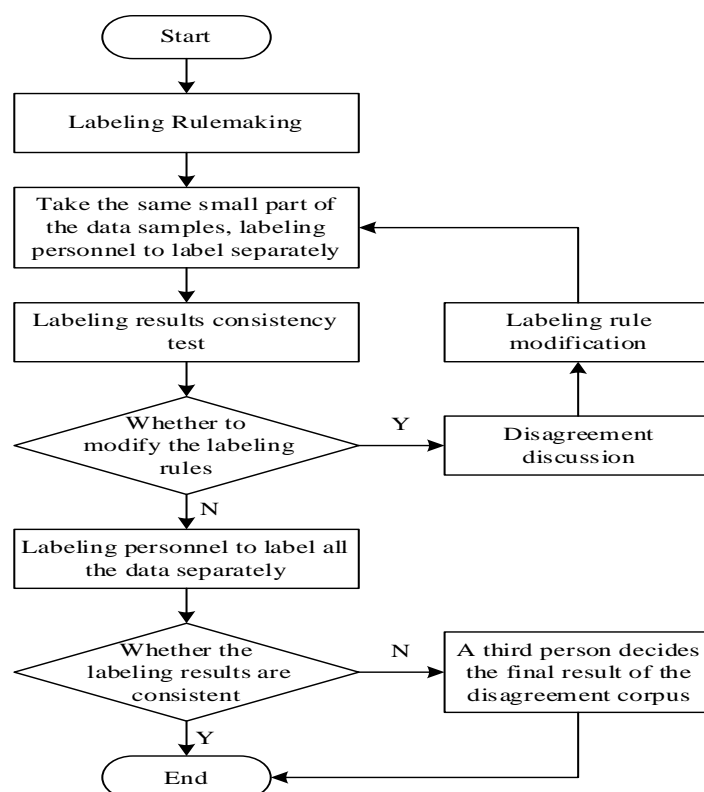 Start
Labeling Rulemaking
Take the same small part of
the data samples, labeling
personnel to label separately
Labeling results consistency
test
Labeling rule
modification
Whether to
modify the labeling
rules
Y
Disagreement
discussion
N
Labeling personnel to label all
the data separately
Whether the
labeling results are
consistent
N
A third person decides
the final result of the
disagreement corpus
Y
End